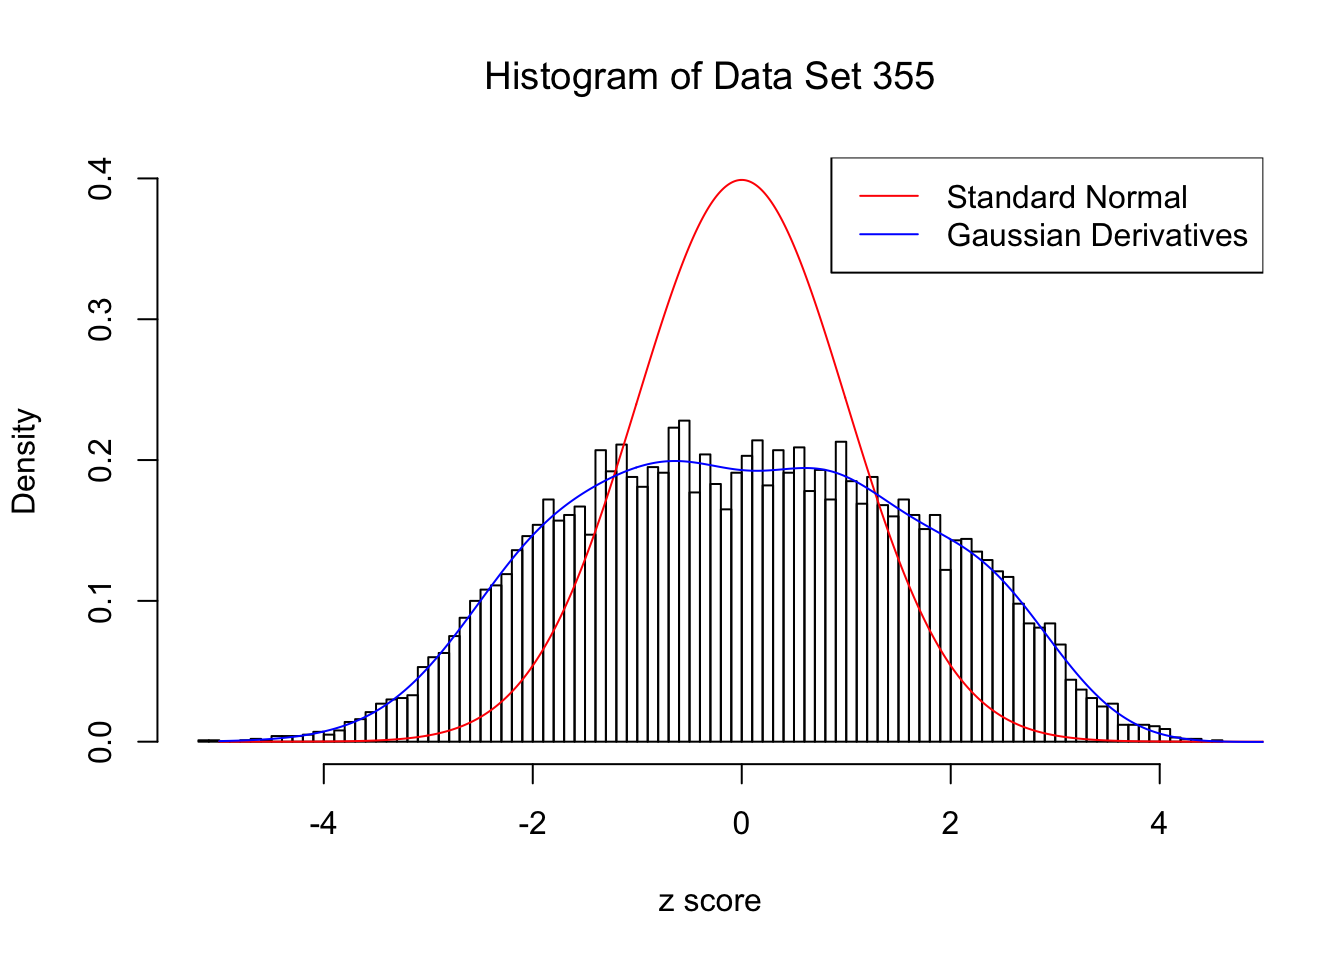 Histogram of Data Set 355
Standard Normal
Gaussian Derivatives
Density
0.4
0.3
0.2
0.1
0.0
-4 -2 0 2 4
z score